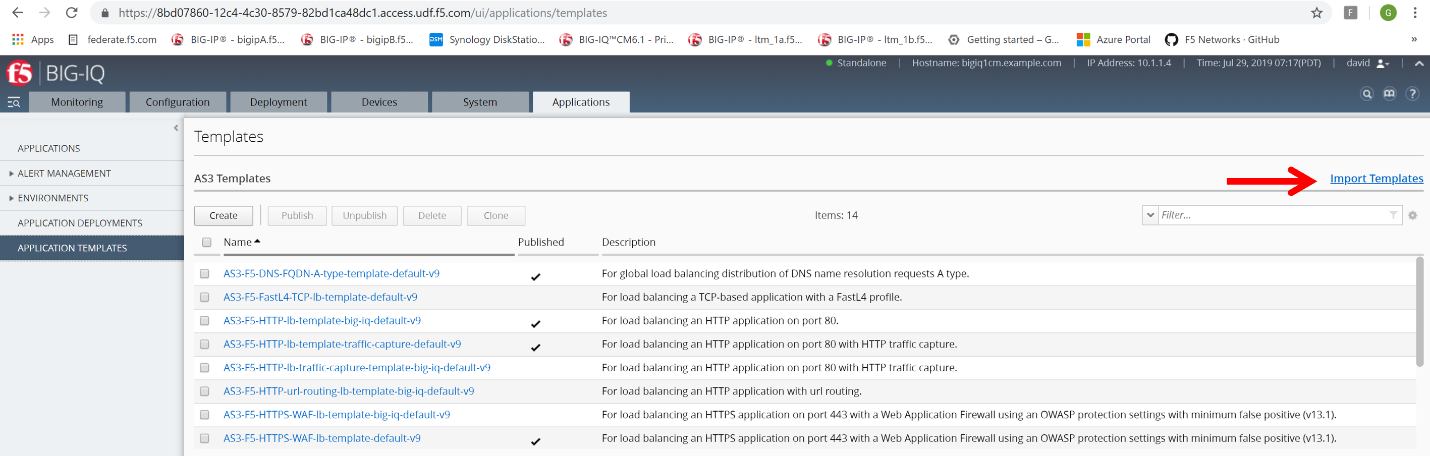 https://8bd07860-12c4-4c30-8579-82bd1ca48dc1.access.udf.f5.com/ui/applications/templates F G
Apps federate.f5.com BIG-IP® - bigipA.f5... BIG-IP® - bigipB.f5... DSM Synology DiskStatio... BIG-IQ™CM6.1 - Pri... BIG-IP® - ltm_1a.f5... BIG-IP® - ltm_1b.f5... Getting started – G... Azure Portal F5 Networks · GitHub »
f5 BIG-IQ Standalone | Hostname: bigiq1cm.example.com | IP Address: 10.1.1.4 | Time: Jul 29, 2019 07:17(PDT) | david
Monitoring Configuration Deployment Devices System Applications ?
APPLICATIONS
ALERT MANAGEMENT
ENVIRONMENTS
APPLICATION DEPLOYMENTS
APPLICATION TEMPLATES
Templates
AS3 Templates Import Templates
Create Publish Unpublish Delete Clone Items: 14 Filter...
Name Published Description
AS3-F5-DNS-FQDN-A-type-template-default-v9 For global load balancing distribution of DNS name resolution requests A type.
AS3-F5-FastL4-TCP-lb-template-default-v9 For load balancing a TCP-based application with a FastL4 profile.
AS3-F5-HTTP-lb-template-big-iq-default-v9 For load balancing an HTTP application on port 80.
AS3-F5-HTTP-lb-template-traffic-capture-default-v9 For load balancing an HTTP application on port 80 with HTTP traffic capture.
AS3-F5-HTTP-lb-traffic-capture-template-big-iq-default-v9 For load balancing an HTTP application on port 80 with HTTP traffic capture.
AS3-F5-HTTP-url-routing-lb-template-big-iq-default-v9 For load balancing an HTTP application with url routing.
AS3-F5-HTTPS-WAF-lb-template-big-iq-default-v9 For load balancing an HTTPS application on port 443 with a Web Application Firewall using an OWASP protection settings with minimum false positive (v13.1).
AS3-F5-HTTPS-WAF-lb-template-default-v9 For load balancing an HTTPS application on port 443 with a Web Application Firewall using an OWASP protection settings with minimum false positive (v13.1).